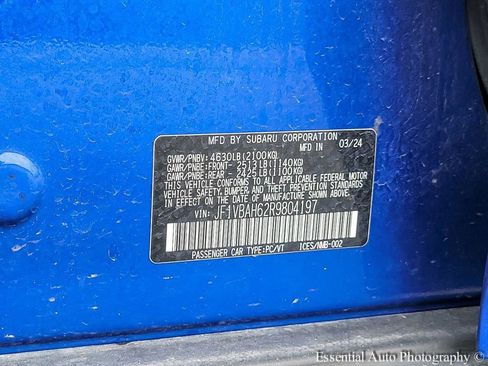 MFD BY SUBARU CORPORATION
MFD IN 03/24
GVWR/PNBV: 4630LB(2100KG)
GAWR/PNBE:FRONT- 2513LB(1140KG)
GAWR/PNBE:REAR - 2425LB(1100KG)
THIS VEHICLE CONFORMS TO ALL APPLICABLE FEDERAL MOTOR
VEHICLE SAFETY, BUMPER, AND THEFT PREVENTION STANDARDS
IN EFFECT ON THE DATE OF MANUFACTURE SHOWN ABOVE.
VIN: JF1VBAH62R9804197
PASSENGER CAR TYPE:PC/VT ICES/NMB-002
Essential Auto Photography ©